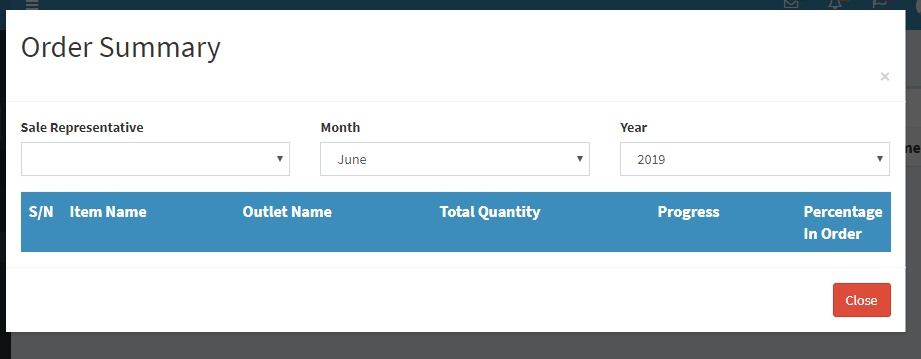 Order Summary
×
Sale Representative
Month
Year
June
2019
S/N Item Name Outlet Name Total Quantity Progress Percentage
In Order
Close